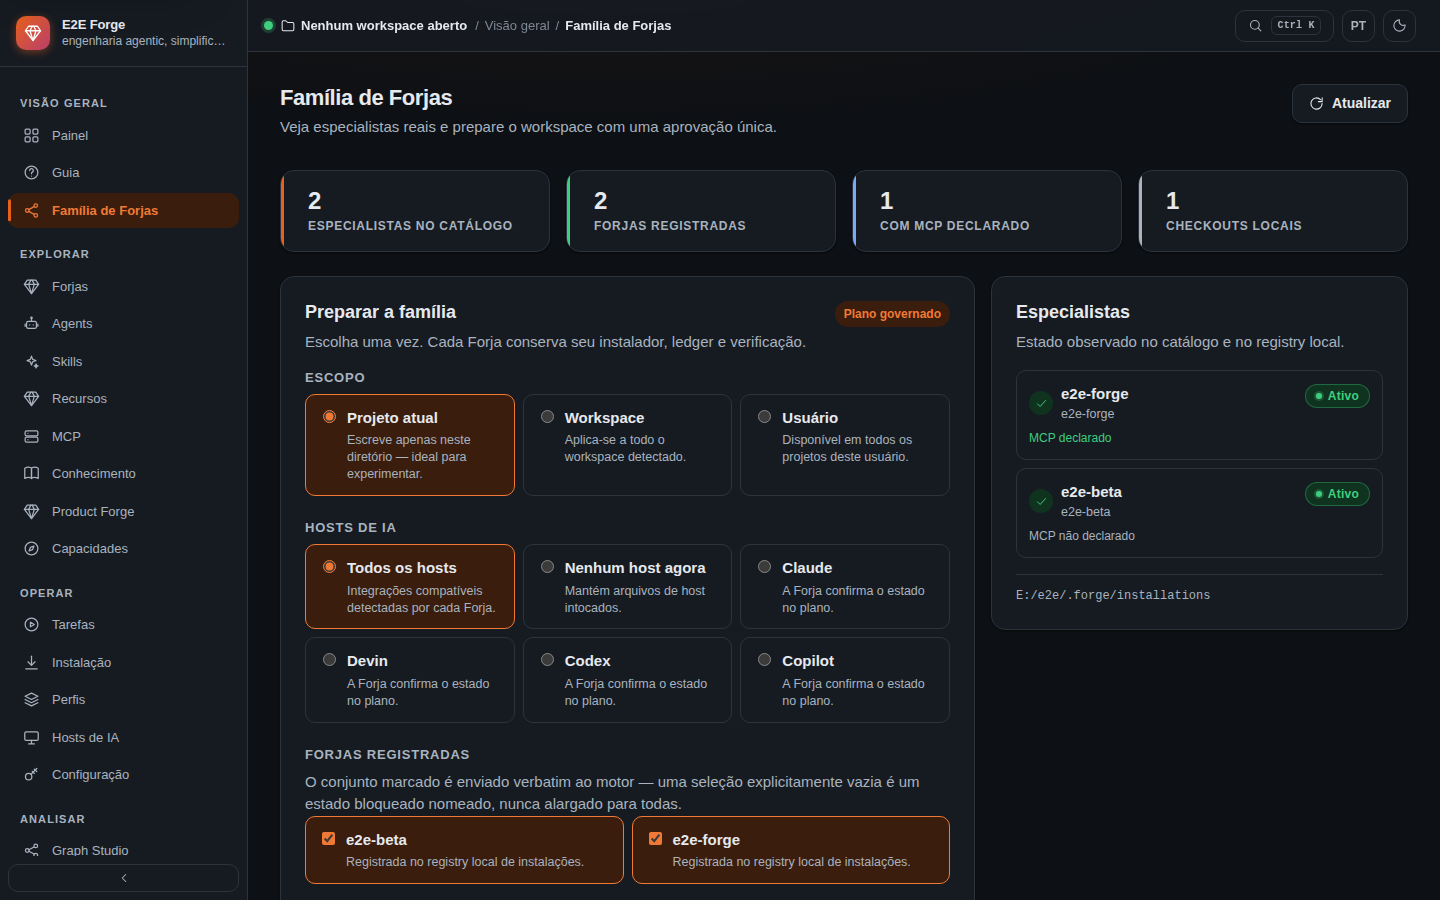 E2E Forge
engenharia agentic, simplific…
Nenhum workspace aberto / Visão geral / Família de Forjas
Ctrl K
PT
VISÃO GERAL
Painel
Guia
Família de Forjas
EXPLORAR
Forjas
Agents
Skills
Recursos
MCP
Conhecimento
Product Forge
Capacidades
OPERAR
Tarefas
Instalação
Perfis
Hosts de IA
Configuração
ANALISAR
Graph Studio
Família de Forjas
Veja especialistas reais e prepare o workspace com uma aprovação única.
Atualizar
2
ESPECIALISTAS NO CATÁLOGO
2
FORJAS REGISTRADAS
1
COM MCP DECLARADO
1
CHECKOUTS LOCAIS
Preparar a família
Plano governado
Escolha uma vez. Cada Forja conserva seu instalador, ledger e verificação.
ESCOPO
Projeto atual
Escreve apenas neste
diretório — ideal para
experimentar.
Workspace
Aplica-se a todo o
workspace detectado.
Usuário
Disponível em todos os
projetos deste usuário.
HOSTS DE IA
Todos os hosts
Integrações compatíveis
detectadas por cada Forja.
Nenhum host agora
Mantém arquivos de host
intocados.
Claude
A Forja confirma o estado
no plano.
Devin
A Forja confirma o estado
no plano.
Codex
A Forja confirma o estado
no plano.
Copilot
A Forja confirma o estado
no plano.
FORJAS REGISTRADAS
O conjunto marcado é enviado verbatim ao motor — uma seleção explicitamente vazia é um
estado bloqueado nomeado, nunca alargado para todas.
e2e-beta
Registrada no registry local de instalações.
e2e-forge
Registrada no registry local de instalações.
Especialistas
Estado observado no catálogo e no registry local.
e2e-forge
e2e-forge
Ativo
MCP declarado
e2e-beta
e2e-beta
Ativo
MCP não declarado
E:/e2e/.forge/installations